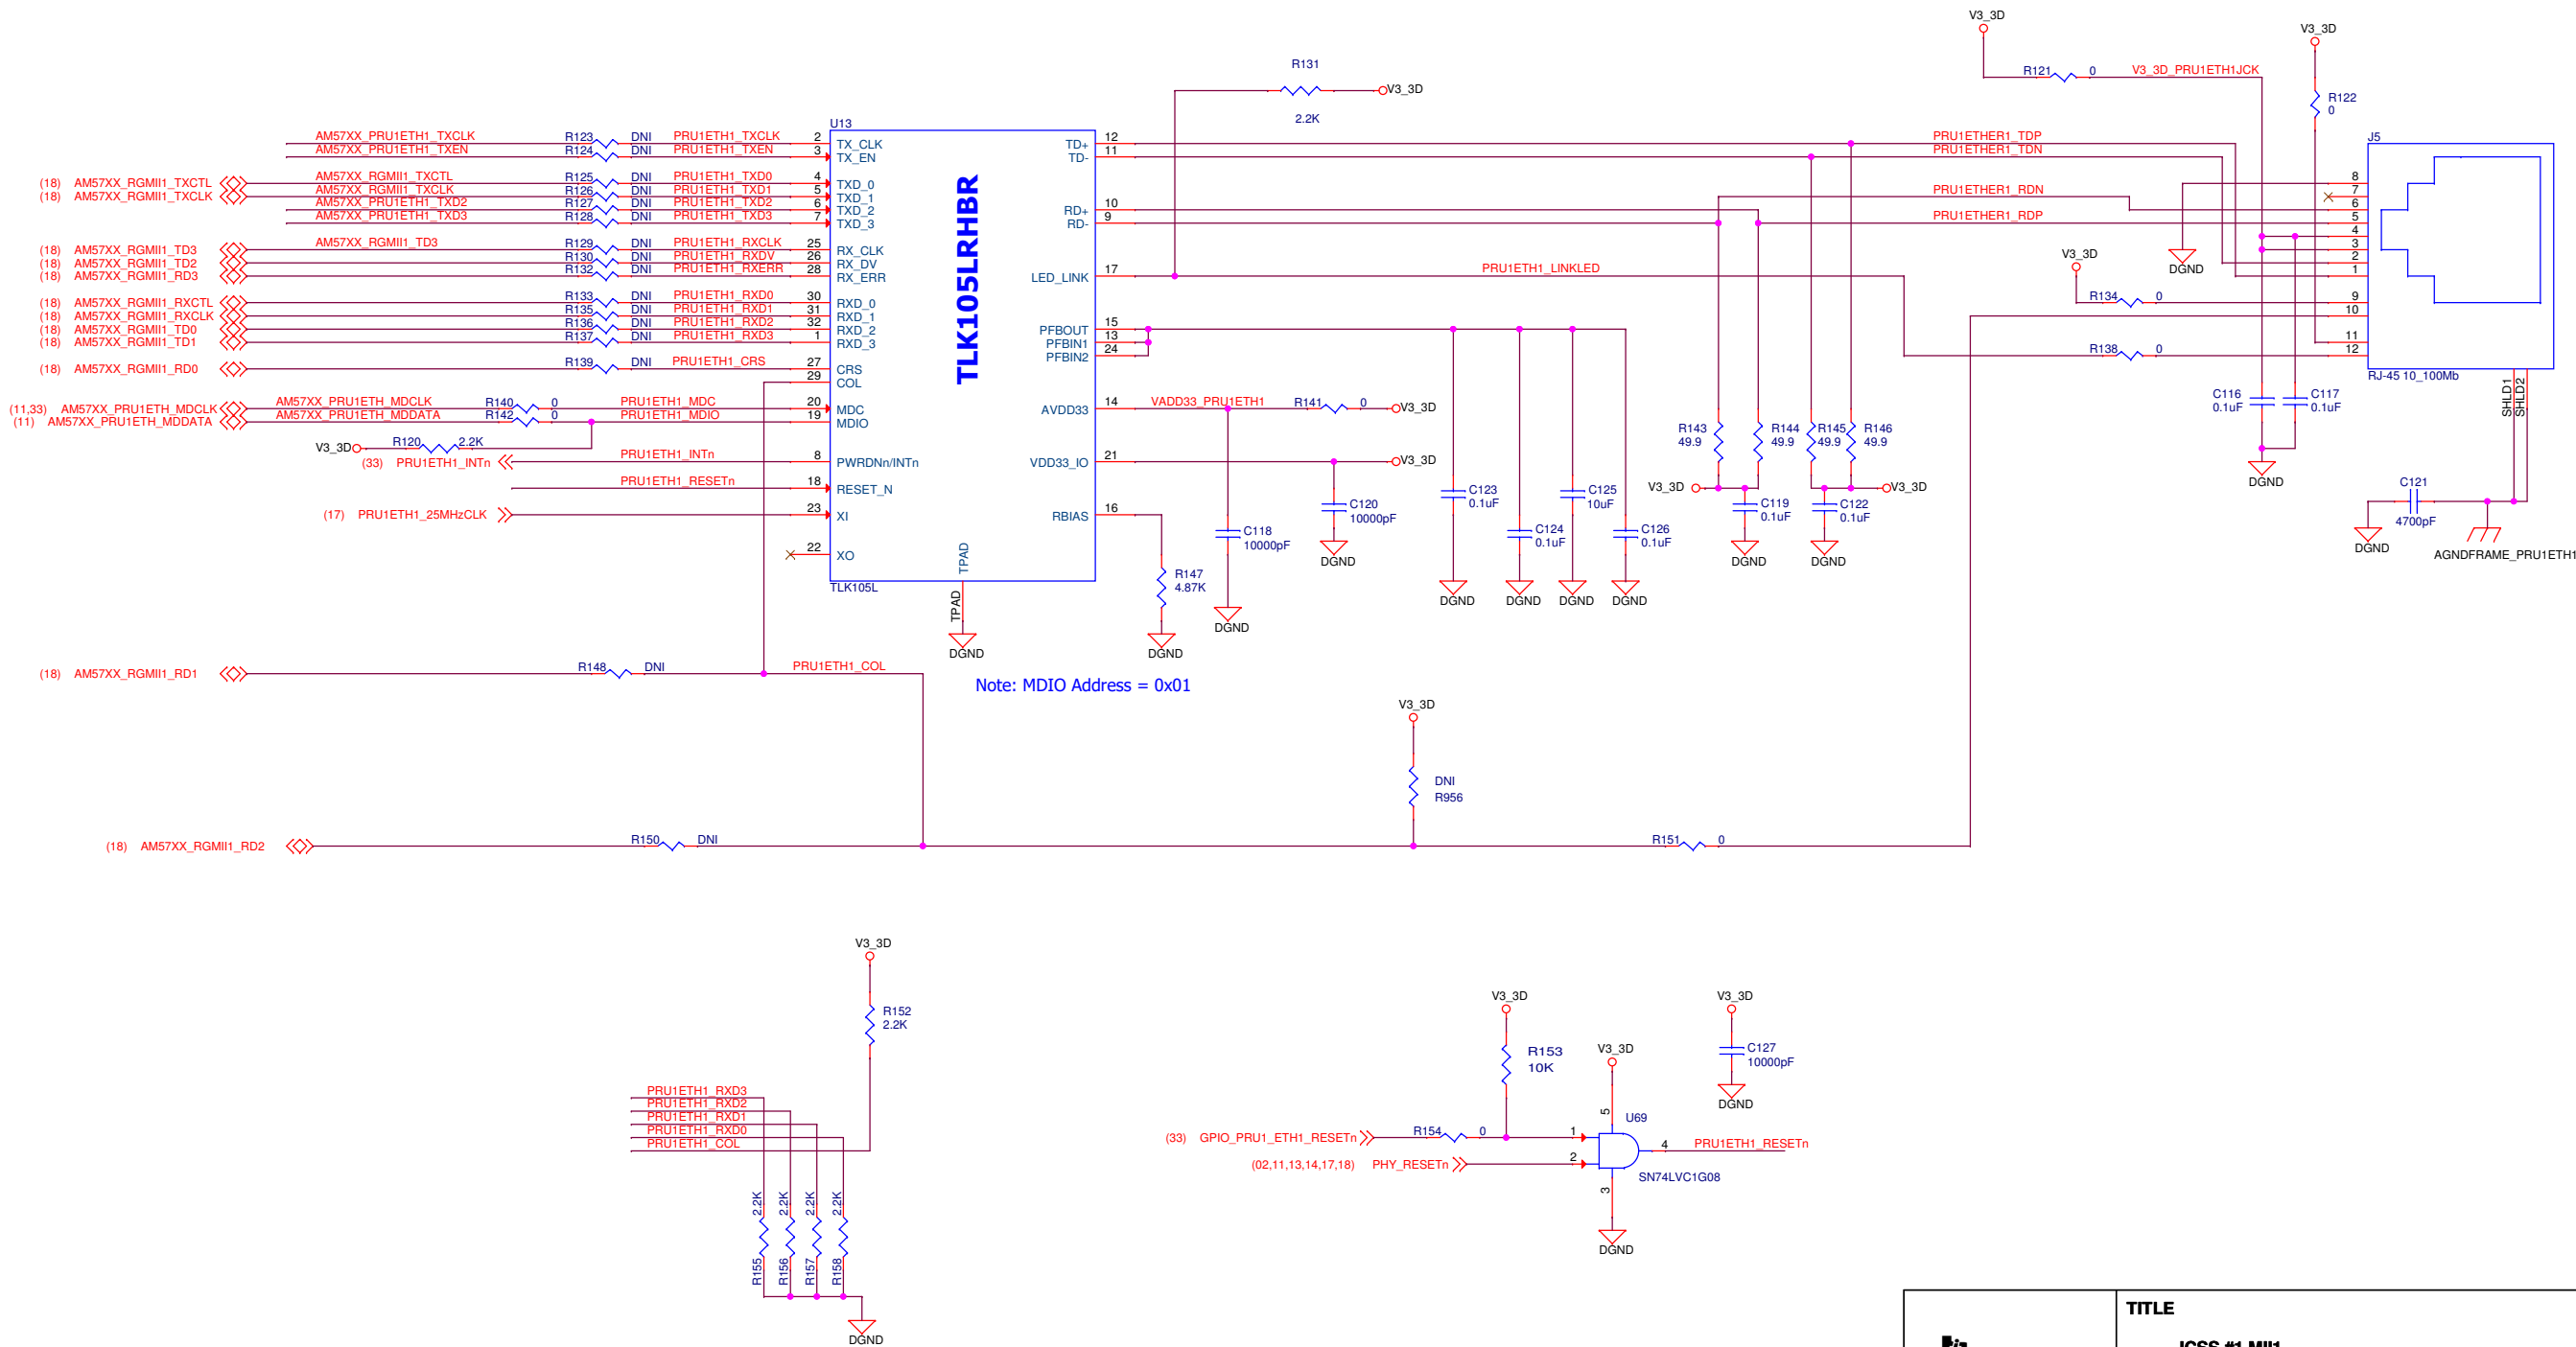 V3_3D
V3_3D
R131
V3_3D
2.2K
R121 0 V3_3D_PRU1ETH1JCK
R122
0
U13
TLK105LRHBR
AM57XX_PRU1ETH1_TXCLK R123 DNI PRU1ETH1_TXCLK 2 TX_CLK
AM57XX_PRU1ETH1_TXEN R124 DNI PRU1ETH1_TXEN 3 TX_EN
(18) AM57XX_RGMII1_TXCTL AM57XX_RGMII1_TXCTL R125 DNI PRU1ETH1_TXD0 4 TXD_0
(18) AM57XX_RGMII1_TXCLK AM57XX_RGMII1_TXCLK R126 DNI PRU1ETH1_TXD1 5 TXD_1
AM57XX_PRU1ETH1_TXD2 R127 DNI PRU1ETH1_TXD2 6 TXD_2
AM57XX_PRU1ETH1_TXD3 R128 DNI PRU1ETH1_TXD3 7 TXD_3
(18) AM57XX_RGMII1_TD3 AM57XX_RGMII1_TD3 R129 DNI PRU1ETH1_RXCLK 25 RX_CLK
(18) AM57XX_RGMII1_TD2 R130 DNI PRU1ETH1_RXDV 26 RX_DV
(18) AM57XX_RGMII1_RD3 R132 DNI PRU1ETH1_RXERR 28 RX_ERR
(18) AM57XX_RGMII1_RXCTL R133 DNI PRU1ETH1_RXD0 30 RXD_0
(18) AM57XX_RGMII1_RXCLK R135 DNI PRU1ETH1_RXD1 31 RXD_1
(18) AM57XX_RGMII1_TD0 R136 DNI PRU1ETH1_RXD2 32 RXD_2
(18) AM57XX_RGMII1_TD1 R137 DNI PRU1ETH1_RXD3 1 RXD_3
(18) AM57XX_RGMII1_RD0 R139 DNI PRU1ETH1_CRS 27 CRS
29 COL
(11,33) AM57XX_PRU1ETH_MDCLK AM57XX_PRU1ETH_MDCLK R140 0 PRU1ETH1_MDC 20 MDC
(11) AM57XX_PRU1ETH_MDDATA AM57XX_PRU1ETH_MDDATA R142 0 PRU1ETH1_MDIO 19 MDIO
V3_3D R120 2.2K
(33) PRU1ETH1_INTn PRU1ETH1_INTn 8 PWRDNn/INTn
PRU1ETH1_RESETn 18 RESET_N
(17) PRU1ETH1_25MHzCLK 23 XI
22 XO
TPAD
TPAD
TLK105L
DGND
TD+ 12 PRU1ETHER1_TDP
TD- 11 PRU1ETHER1_TDN
PRU1ETHER1_RDN
RD+ 10
RD- 9 PRU1ETHER1_RDP
LED_LINK 17 PRU1ETH1_LINKLED
PFBOUT 15
PFBIN1 13
PFBIN2 24
AVDD33 14 VADD33_PRU1ETH1 R141 0 V3_3D
VDD33_IO 21 V3_3D
RBIAS 16
R147
4.87K
DGND
C118
10000pF
DGND
C120
10000pF
DGND
C123
0.1uF
DGND
C124
0.1uF
DGND
C125
10uF
DGND
C126
0.1uF
DGND
R143
49.9
R144
49.9
R145
49.9
R146
49.9
V3_3D
V3_3D
C119
0.1uF
DGND
C122
0.1uF
DGND
J5
8
7
6
5
4
3
2
1
9
10
11
12
DGND
V3_3D
R134 0
R138 0
RJ-45 10_100Mb
SHLD1
SHLD2
C116
0.1uF
C117
0.1uF
DGND
C121
4700pF
DGND
AGNDFRAME_PRU1ETH1
(18) AM57XX_RGMII1_RD1 R148 DNI PRU1ETH1_COL
Note: MDIO Address = 0x01
V3_3D
DNI
R956
(18) AM57XX_RGMII1_RD2 R150 DNI R151 0
V3_3D
R152
2.2K
PRU1ETH1_RXD3
PRU1ETH1_RXD2
PRU1ETH1_RXD1
PRU1ETH1_RXD0
PRU1ETH1_COL
2.2K 2.2K 2.2K 2.2K
R155 R156 R157 R158
DGND
V3_3D
R153
10K
V3_3D
V3_3D
C127
10000pF
DGND
5 U69
(33) GPIO_PRU1_ETH1_RESETn R154 0 1
4 PRU1ETH1_RESETn
(02,11,13,14,17,18) PHY_RESETn 2
SN74LVC1G08
3
DGND
TITLE